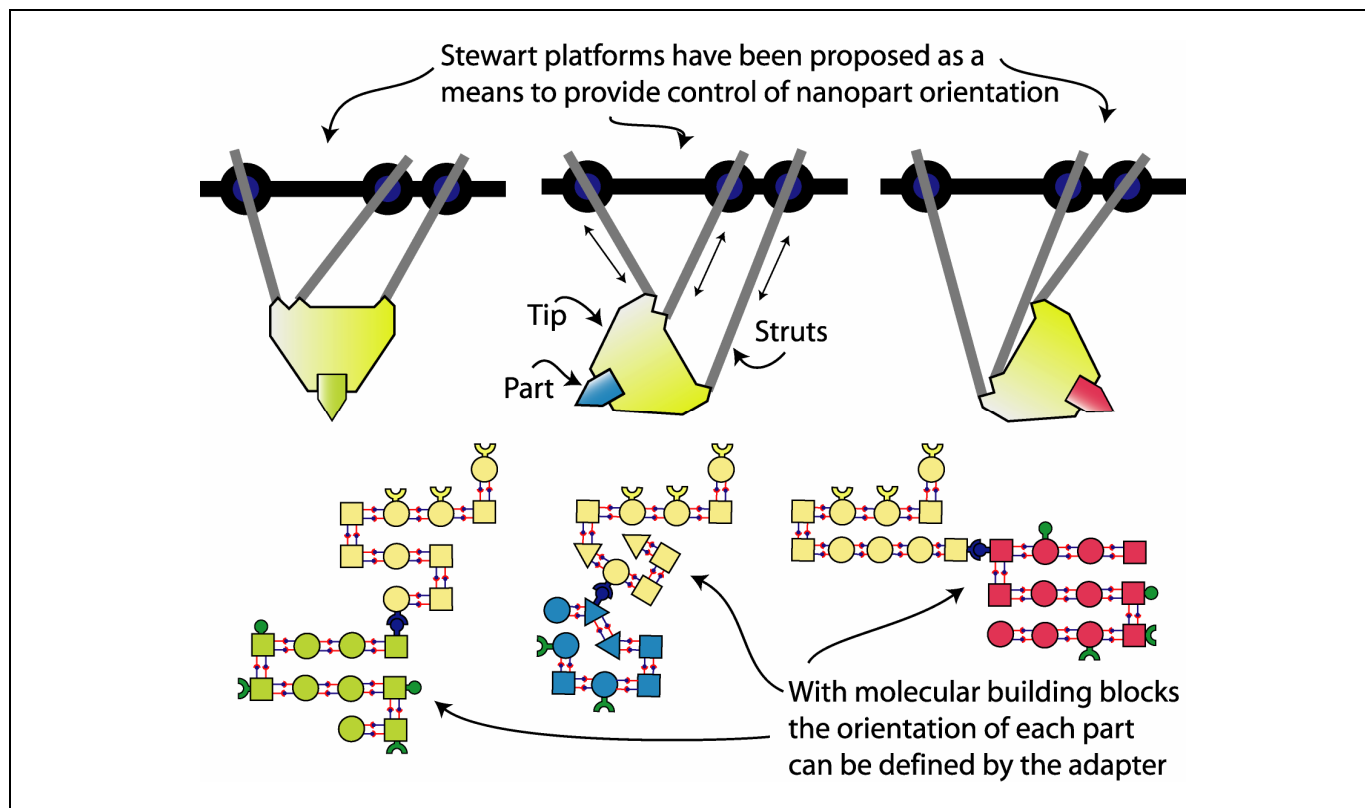 Stewart platforms have been proposed as a
means to provide control of nanopart orientation
Tip
Struts
Part
With molecular building blocks
the orientation of each part
can be defined by the adapter